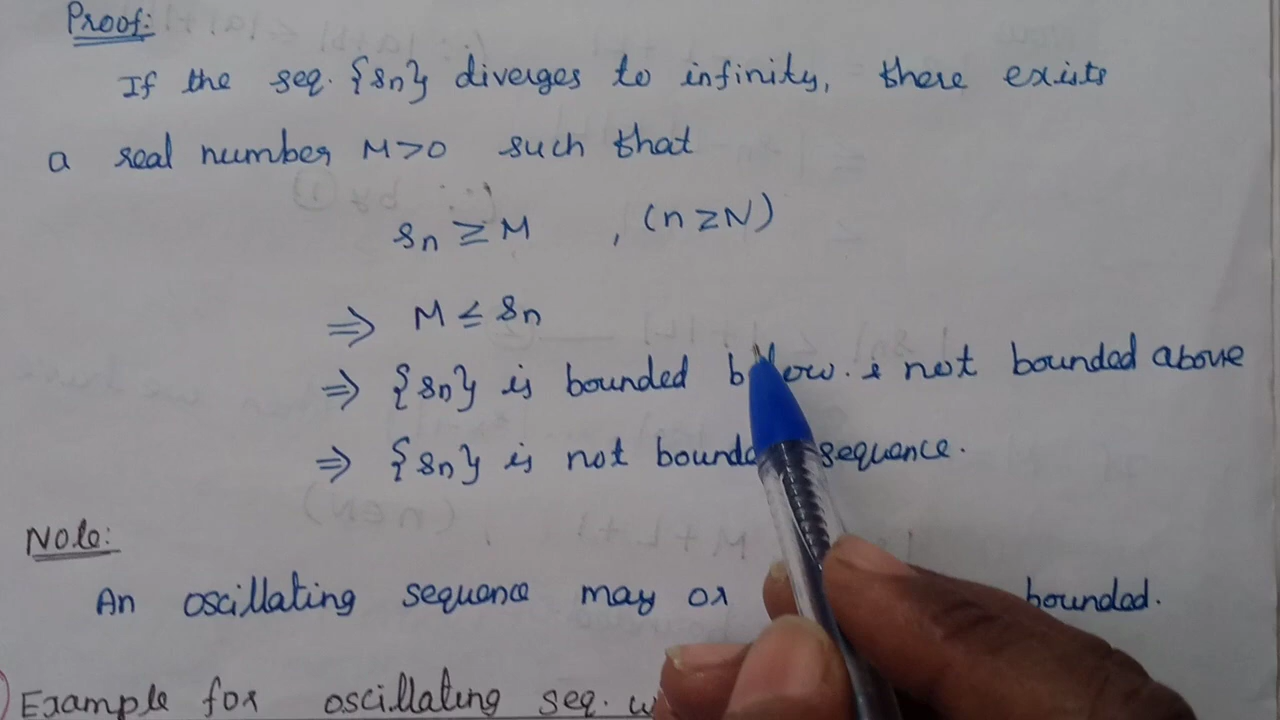 Proof:
If the seq. {sn} diverges to infinity, there exists
a real number M>0 such that
sn ≥ M , (n≥N)
⇒ M ≤ sn
⇒ {sn} is bounded below. & not bounded above
⇒ {sn} is not bounded sequence.
Note:
An oscillating sequence may or bounded.
Example for oscillating seq.